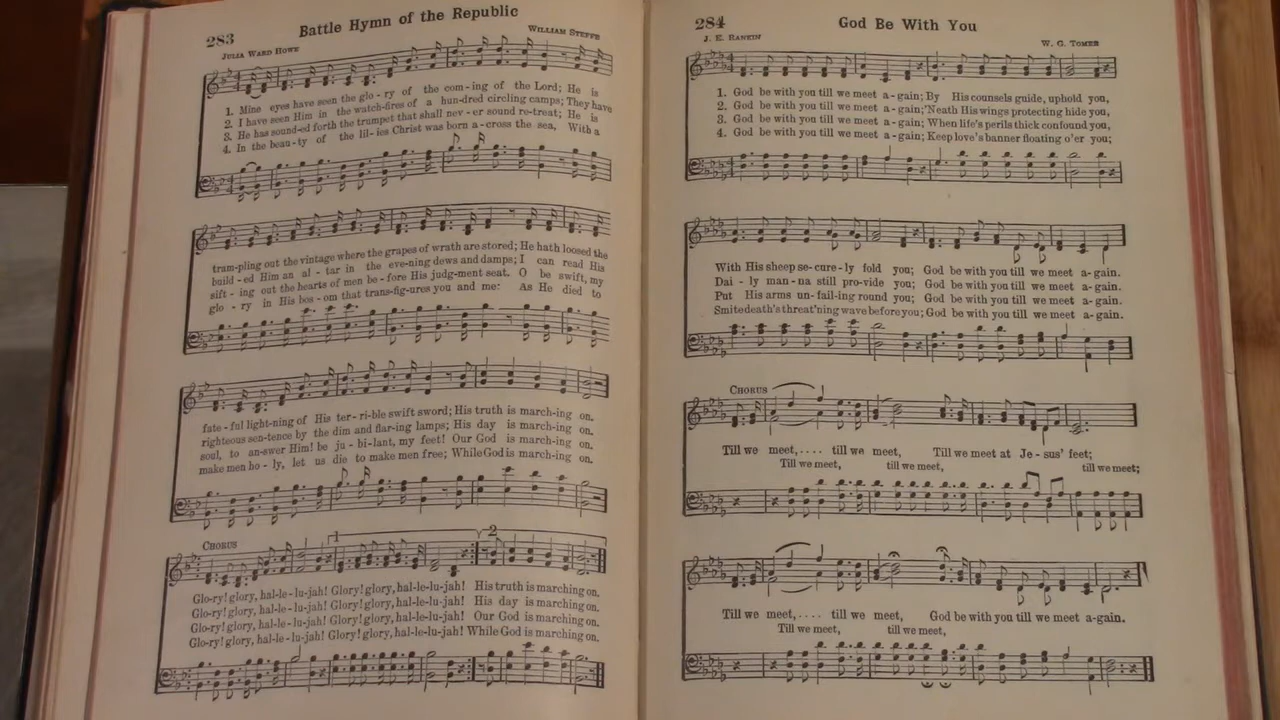 283
Battle Hymn of the Republic
Julia Ward Howe
William Steffe
1. Mine eyes have seen the glo - ry of the com - ing of the Lord; He is
2. I have seen Him in the watch-fires of a hun-dred circling camps; They have
3. He has sound-ed forth the trumpet that shall nev - er sound re-treat; He is
4. In the beau-ty of the lil-ies Christ was born a-cross the sea, With a
tram-pling out the vintage where the grapes of wrath are stored; He hath loosed the
build - ed Him an al - tar in the eve-ning dews and damps; I can read His
sift - ing out the hearts of men be - fore His judg-ment seat. O be swift, my
glo - ry in His bos - om that trans-fig-ures you and me: As He died to
fate - ful light-ning of His ter - ri-ble swift sword; His truth is march-ing on.
righteous sen-tence by the dim and flar-ing lamps; His day is march-ing on.
soul, to an-swer Him! be ju - bi-lant, my feet! Our God is march-ing on.
make men ho - ly, let us die to make men free; While God is march-ing on.
Chorus
1
2
Glo-ry! glory, hal-le-lu-jah! Glory! glory, hal-le-lu-jah! His truth is marching on.
Glo-ry! glory, hal-le-lu-jah! Glory! glory, hal-le-lu-jah! His day is marching on.
Glo-ry! glory, hal-le-lu-jah! Glory! glory, hal-le-lu-jah! Our God is marching on.
Glo-ry! glory, hal-le-lu-jah! Glory! glory, hal-le-lu-jah! While God is marching on.
284
God Be With You
J. E. Rankin
W. G. Tomer
1. God be with you till we meet a-gain; By His counsels guide, uphold you,
2. God be with you till we meet a-gain; 'Neath His wings protecting hide you,
3. God be with you till we meet a-gain; When life's perils thick confound you,
4. God be with you till we meet a-gain; Keep love's banner floating o'er you;
With His sheep se-cure-ly fold you; God be with you till we meet a-gain.
Dai - ly man-na still pro-vide you; God be with you till we meet a-gain.
Put His arms un-fail-ing round you; God be with you till we meet a-gain.
Smite death's threat'ning wave before you; God be with you till we meet a-gain.
Chorus
Till we meet,.... till we meet, Till we meet at Je-sus' feet;
Till we meet, till we meet, till we meet;
Till we meet,.... till we meet, God be with you till we meet a-gain.
Till we meet, till we meet,